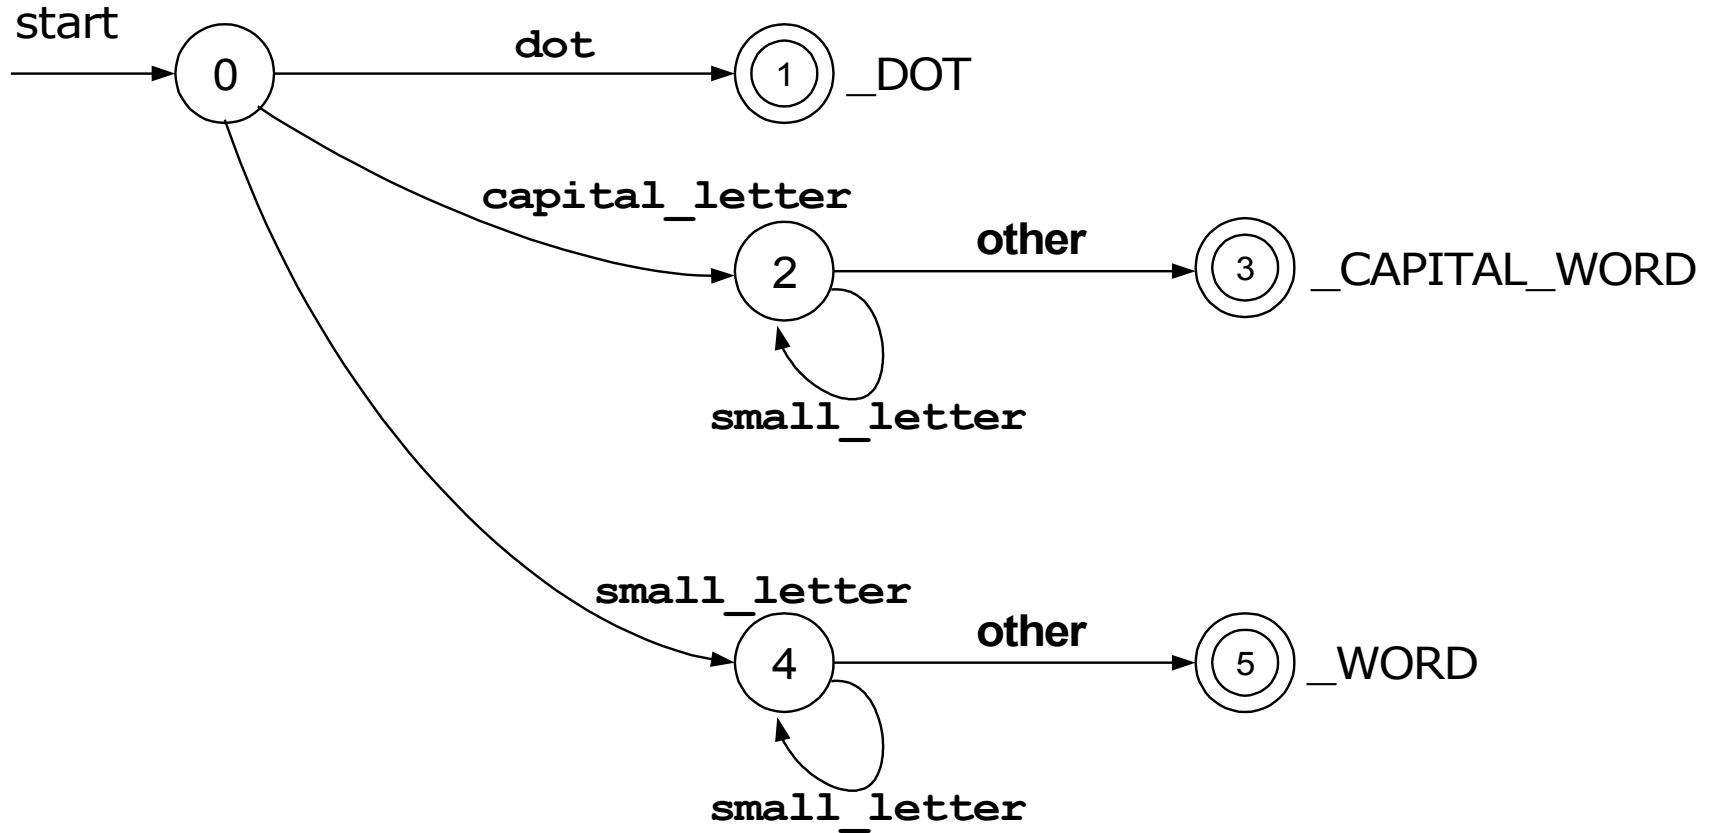 start
0
dot
1
_DOT
capital_letter
2
other
3
_CAPITAL_WORD
small_letter
small_letter
4
other
5
_WORD
small_letter